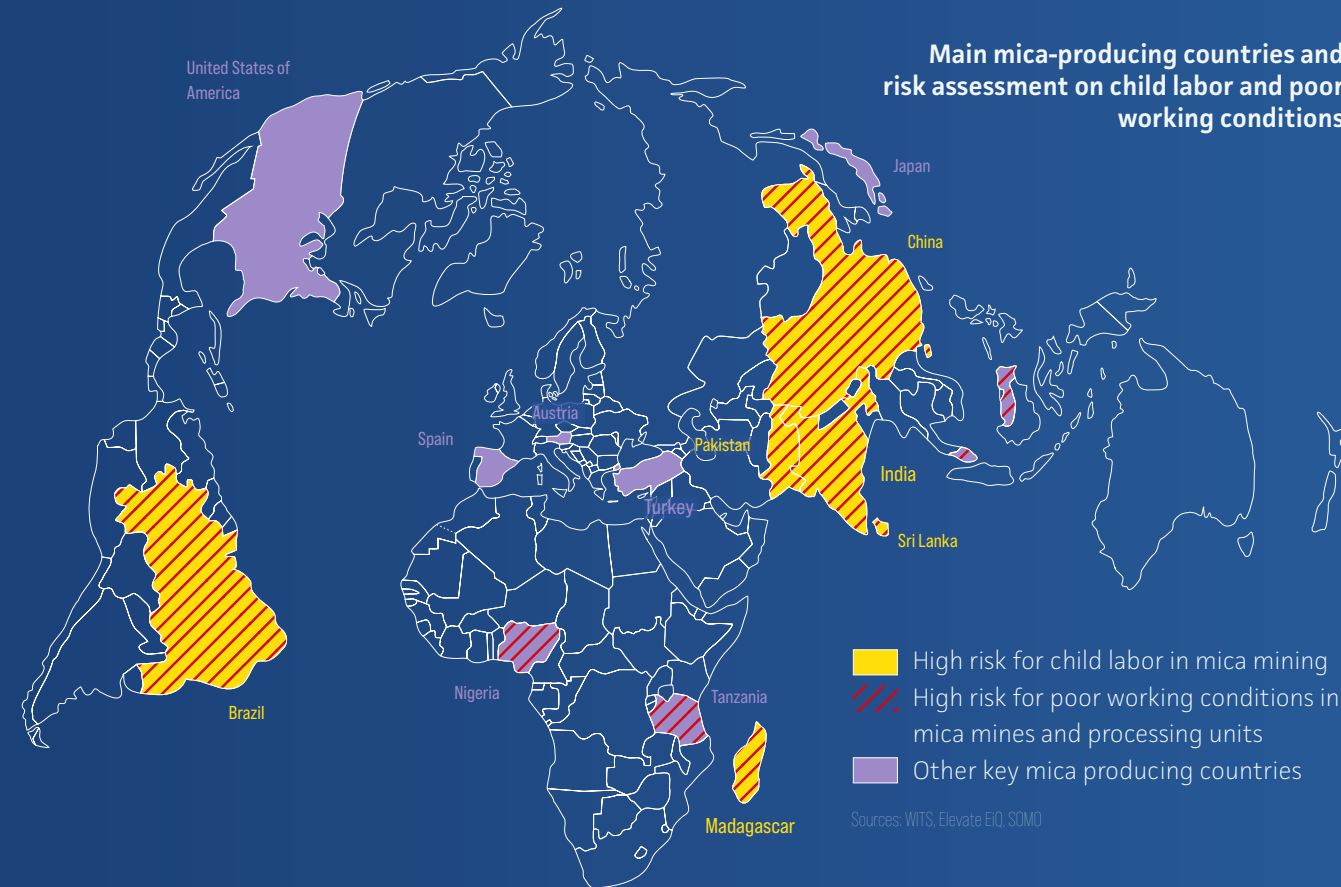 Main mica-producing countries and
risk assessment on child labor and poor
working conditions
United States of
America
Japan
China
Austria
Spain
Pakistan
India
Turkey
Sri Lanka
Nigeria
Tanzania
Brazil
Madagascar
High risk for child labor in mica mining
High risk for poor working conditions in
mica mines and processing units
Other key mica producing countries
Sources: WITS, Elevate EiQ, SOMO